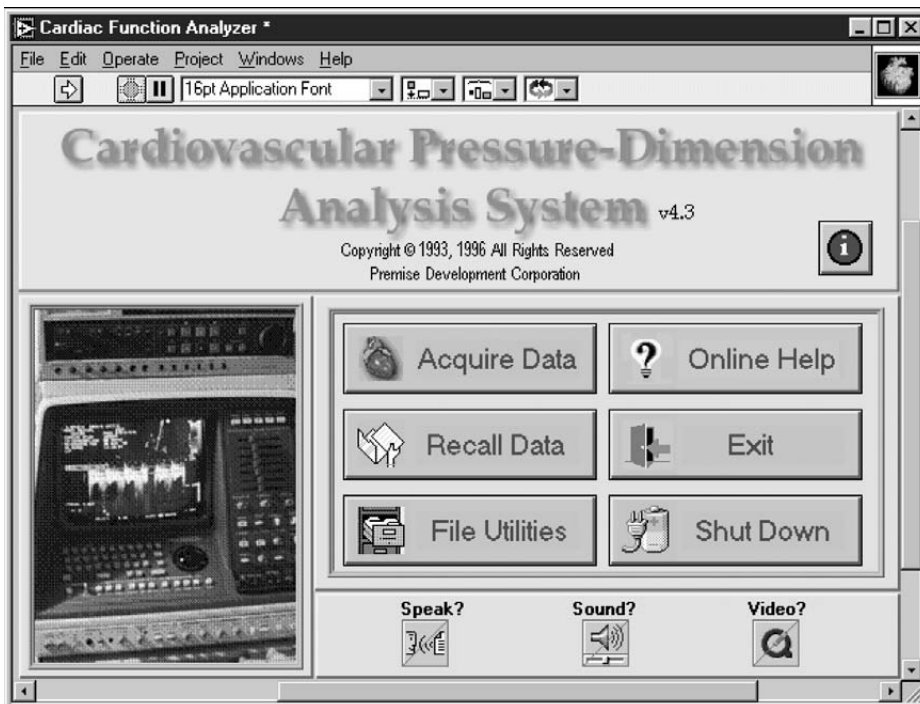 Cardiac Function Analyzer *
File Edit Operate Project Windows Help
16pt Application Font
Cardiovascular Pressure-Dimension
Analysis System v4.3
Copyright © 1993, 1996 All Rights Reserved
Premise Development Corporation
Acquire Data
Online Help
Recall Data
Exit
File Utilities
Shut Down
Speak? Sound? Video?